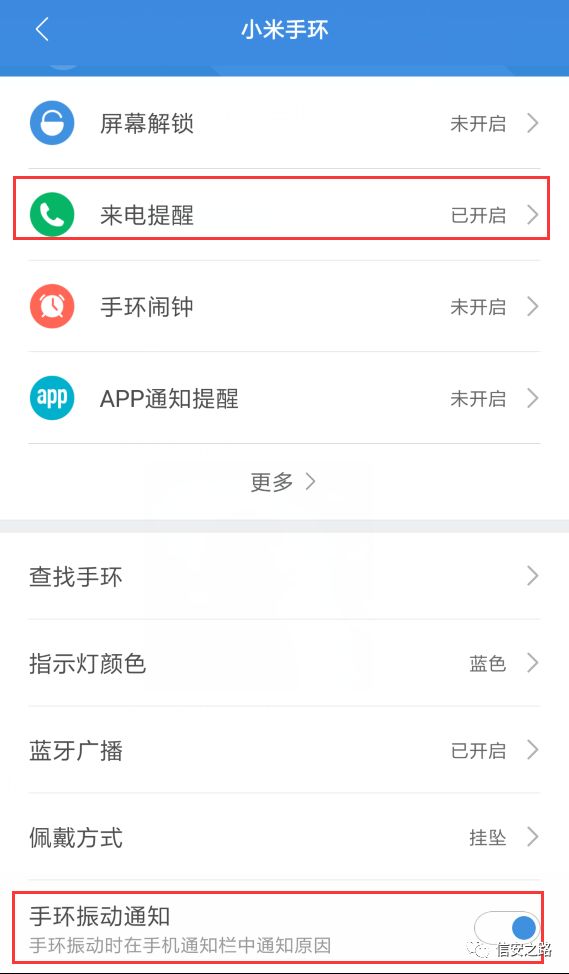 小米手环
屏幕解锁 未开启
来电提醒 已开启
手环闹钟 未开启
app APP通知提醒 未开启
更多
查找手环
指示灯颜色 蓝色
蓝牙广播 已开启
佩戴方式 挂坠
手环振动通知
手环振动时在手机通知栏中通知原因
信安之路